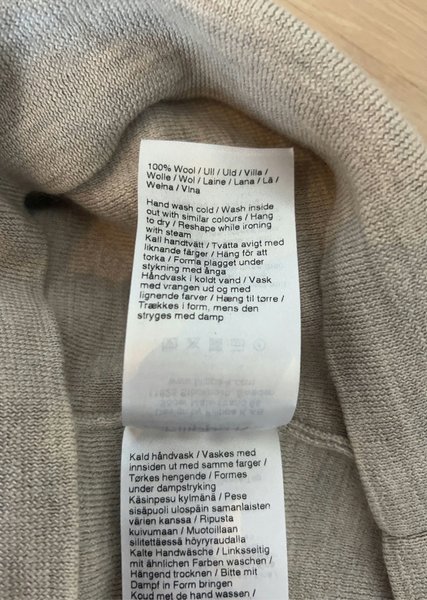 100% Wool / Ull / Uld / Villa /
Wolle / Wol / Laine / Lana / Lã /
Wełna / Vlna
Hand wash cold / Wash inside
out with similar colours / Hang
to dry / Reshape while ironing
with steam
Kall handtvätt / Tvätta avigt med
liknande färger / Häng för att
torka / Forma plagget under
strykning med ånga
Håndvask i koldt vand / Vask
med vrangen ud og med
lignende farver / Hæng til tørre /
Trækkes i form, mens den
stryges med damp
Kald håndvask / Vaskes med
innsiden ut med samme farger /
Tørkes hengende / Formes
under dampstryking
Käsinpesu kylmänä / Pese
sisäpuoli ulospäin samanlaisten
värien kanssa / Ripusta
kuivumaan / Muotoillaan
silitettäessä höyryraudalla
Kalte Handwäsche / Linksseitig
mit ähnlichen Farben waschen /
Hängend trocknen / Bitte mit
Dampf in Form bringen
Koud met de hand wassen /